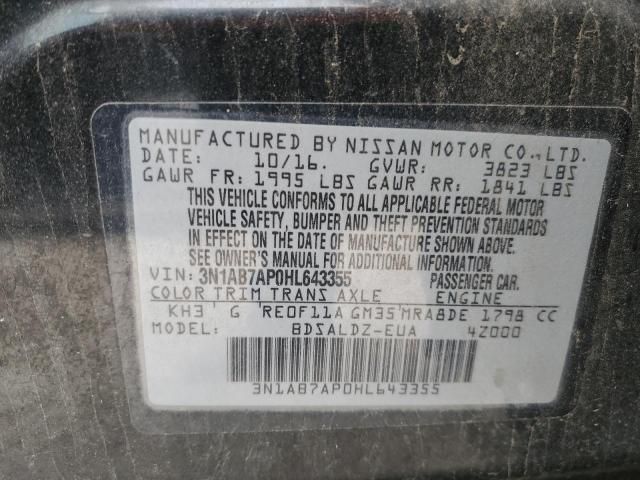 MANUFACTURED BY NISSAN MOTOR CO., LTD.
DATE: 10/16. GVWR: 3823 LBS
GAWR FR: 1995 LBS GAWR RR: 1841 LBS
THIS VEHICLE CONFORMS TO ALL APPLICABLE FEDERAL MOTOR
VEHICLE SAFETY, BUMPER AND THEFT PREVENTION STANDARDS
IN EFFECT ON THE DATE OF MANUFACTURE SHOWN ABOVE.
SEE OWNER'S MANUAL FOR ADDITIONAL INFORMATION.
VIN: 3N1AB7AP0HL643355 PASSENGER CAR.
COLOR TRIM TRANS AXLE ENGINE
KH3 G RE0F11A GM35 MRA8DE 1798 CC
MODEL: BDSALDZ-EUA 4Z000
3N1AB7AP0HL643355